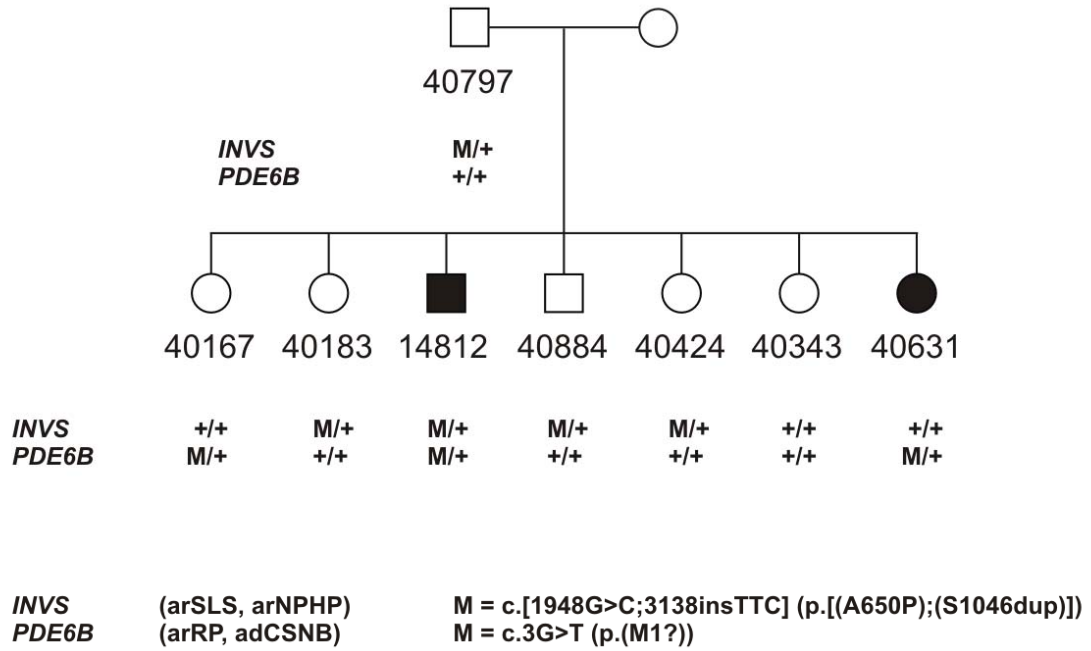 40797
INVS M/+
PDE6B +/+
40167 40183 14812 40884 40424 40343 40631
INVS +/+ M/+ M/+ M/+ M/+ +/+ +/+
PDE6B M/+ +/+ M/+ +/+ +/+ +/+ M/+
INVS (arSLS, arNPHP) M = c.[1948G>C;3138insTTC] (p.[(A650P);(S1046dup)])
PDE6B (arRP, adCSNB) M = c.3G>T (p.(M1?))